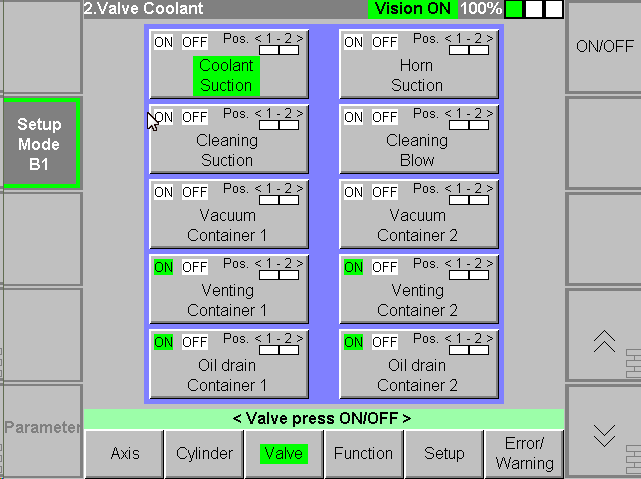 2.Valve Coolant Vision ON 100%
ON/OFF
Setup
Mode
B1
ON OFF Pos. < 1 - 2 >
Coolant
Suction
ON OFF Pos. < 1 - 2 >
Horn
Suction
ON OFF Pos. < 1 - 2 >
Cleaning
Suction
ON OFF Pos. < 1 - 2 >
Cleaning
Blow
ON OFF Pos. < 1 - 2 >
Vacuum
Container 1
ON OFF Pos. < 1 - 2 >
Vacuum
Container 2
ON OFF Pos. < 1 - 2 >
Venting
Container 1
ON OFF Pos. < 1 - 2 >
Venting
Container 2
ON OFF Pos. < 1 - 2 >
Oil drain
Container 1
ON OFF Pos. < 1 - 2 >
Oil drain
Container 2
Parameter
< Valve press ON/OFF >
Axis
Cylinder
Valve
Function
Setup
Error/
Warning